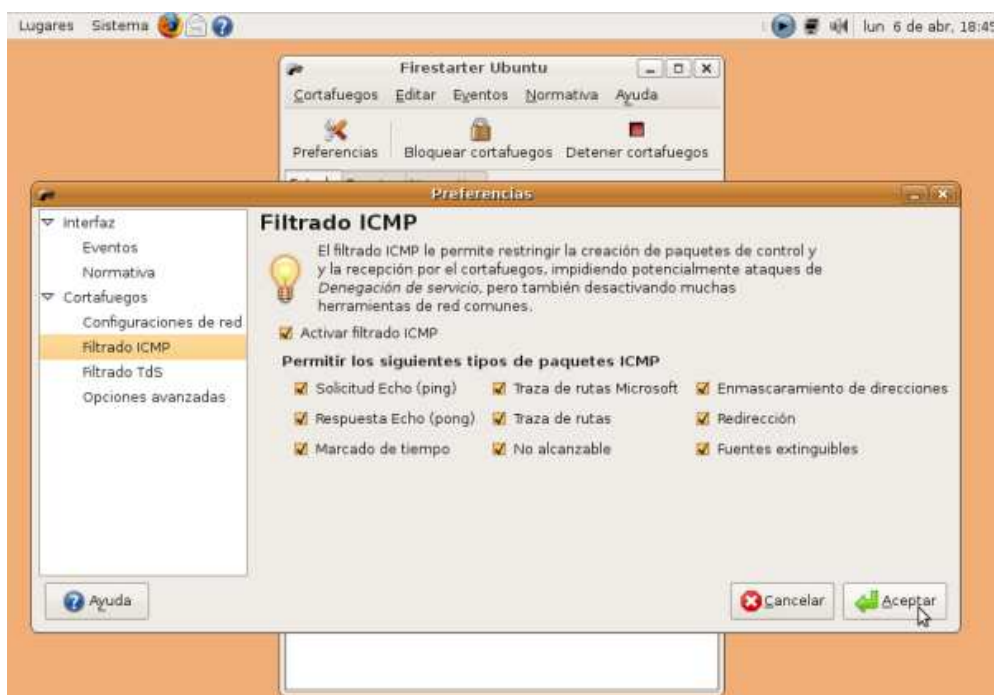 Lugares Sistema lun 6 de abr, 18:45
Firestarter Ubuntu
Cortafuegos Editar Eventos Normativa Ayuda
Preferencias Bloquear cortafuegos Detener cortafuegos
Preferencias
Interfaz
Eventos
Normativa
Cortafuegos
Configuraciones de red
Filtrado ICMP
Filtrado TdS
Opciones avanzadas
Filtrado ICMP
El filtrado ICMP le permite restringir la creación de paquetes de control y
y la recepción por el cortafuegos, impidiendo potencialmente ataques de
Denegación de servicio, pero también desactivando muchas
herramientas de red comunes.
Activar filtrado ICMP
Permitir los siguientes tipos de paquetes ICMP
Solicitud Echo (ping) Traza de rutas Microsoft Enmascaramiento de direcciones
Respuesta Echo (pong) Traza de rutas Redirección
Marcado de tiempo No alcanzable Fuentes extinguibles
Ayuda Cancelar Aceptar